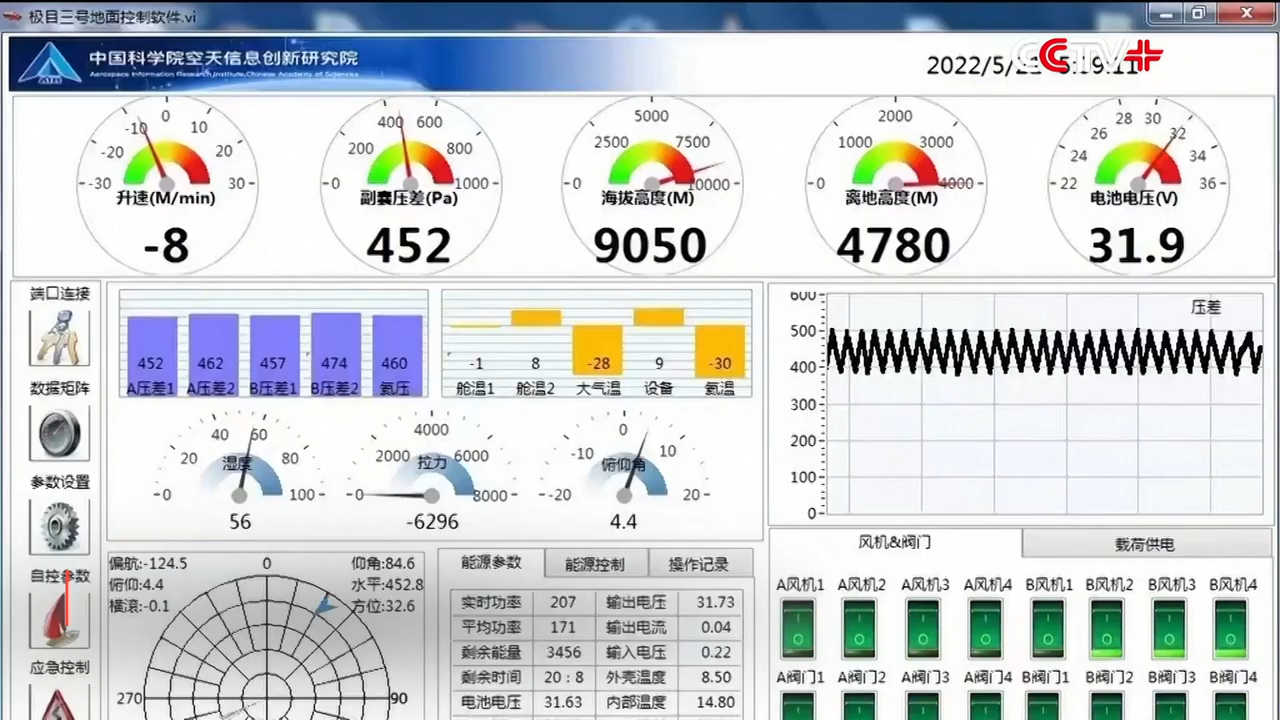 极目三号地面控制软件.vi
中国科学院空天信息创新研究院
Aerospace Information Research Institute,Chinese Academy of Sciences
CCTV+
2022/5/21
-30 -20 -10 0 10 20 30
升速(M/min)
-8
0 200 400 600 800 1000
副囊压差(Pa)
452
0 2500 5000 7500 10000
海拔高度(M)
9050
0 1000 2000 3000 4000
离地高度(M)
4780
22 24 26 28 30 32 34 36
电池电压(V)
31.9
端口连接
数据矩阵
参数设置
自控参数
应急控制
452 462 457 474 460
A压差1 A压差2 B压差1 B压差2 氦压
-1 8 -28 9 -30
舱温1 舱温2 大气温 设备 氦温
压差
600
500
400
300
200
100
0
0 20 40 60 80 100
湿度
56
0 2000 4000 6000 8000
拉力
-6296
-20 -10 0 10 20
俯仰角
4.4
偏航:-124.5
俯仰:4.4
横滚:-0.1
0
仰角:84.6
水平:452.8
方位:32.6
270 90
能源参数 能源控制 操作记录
实时功率 207 输出电压 31.73
平均功率 171 输出电流 0.04
剩余能量 3456 输入电压 0.22
剩余时间 20:8 外壳温度 8.50
电池电压 31.63 内部温度 14.80
风机&阀门 载荷供电
A风机1 A风机2 A风机3 A风机4 B风机1 B风机2 B风机3 B风机4
A阀门1 A阀门2 A阀门3 A阀门4 B阀门1 B阀门2 B阀门3 B阀门4